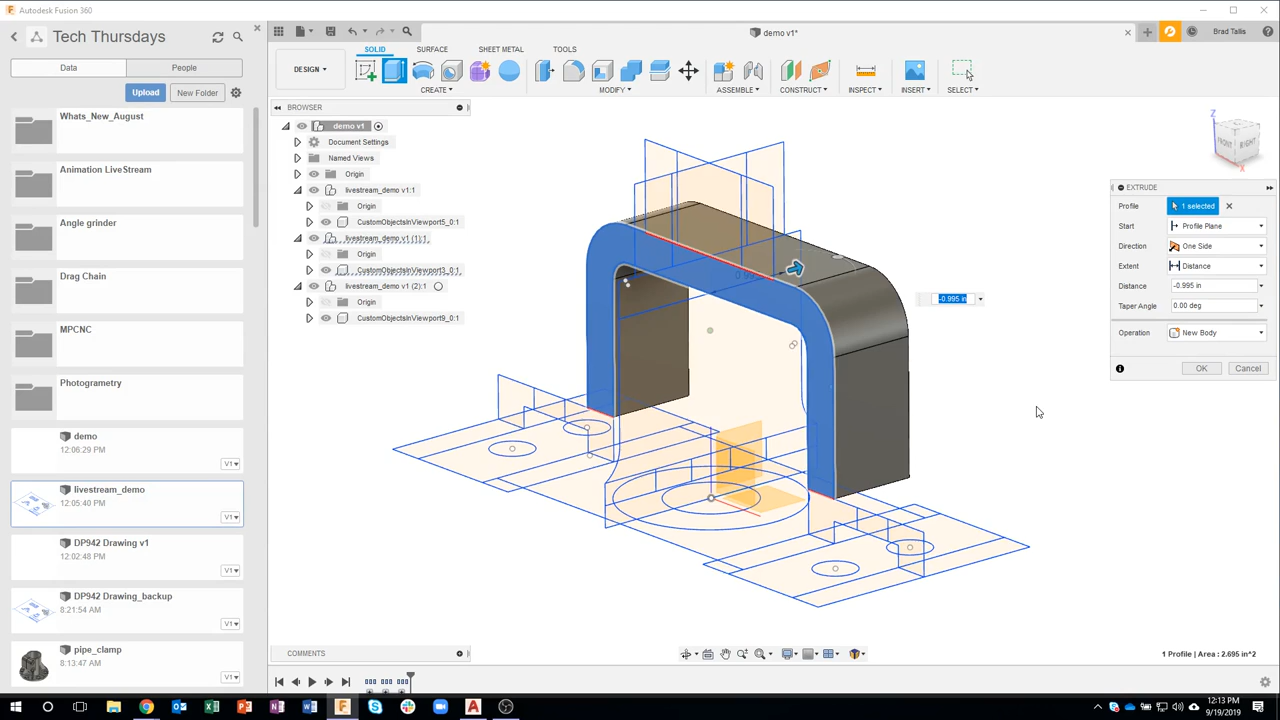 Autodesk Fusion 360
Tech Thursdays
Data
People
Upload
New Folder
Whats_New_August
Animation LiveStream
Angle grinder
Drag Chain
MPCNC
Photogrametry
demo
12:06:29 PM
V1
livestream_demo
12:05:40 PM
V1
DP942 Drawing v1
12:02:48 PM
V1
DP942 Drawing_backup
8:21:54 AM
V1
pipe_clamp
8:13:47 AM
V1
demo v1*
Brad Tallis
SOLID
SURFACE
SHEET METAL
TOOLS
DESIGN
CREATE
MODIFY
ASSEMBLE
CONSTRUCT
INSPECT
INSERT
SELECT
BROWSER
demo v1
Document Settings
Named Views
Origin
livestream_demo v1:1
Origin
CustomObjectsInViewport5_0:1
livestream_demo v1 (1):1
Origin
CustomObjectsInViewport3_0:1
livestream_demo v1 (2):1
Origin
CustomObjectsInViewport9_0:1
Z
FRONT
RIGHT
X
-0.995 in
EXTRUDE
Profile
1 selected
Start
Profile Plane
Direction
One Side
Extent
Distance
Distance
-0.995 in
Taper Angle
0.00 deg
Operation
New Body
OK
Cancel
COMMENTS
1 Profile | Area : 2.695 in^2
12:13 PM
9/19/2019